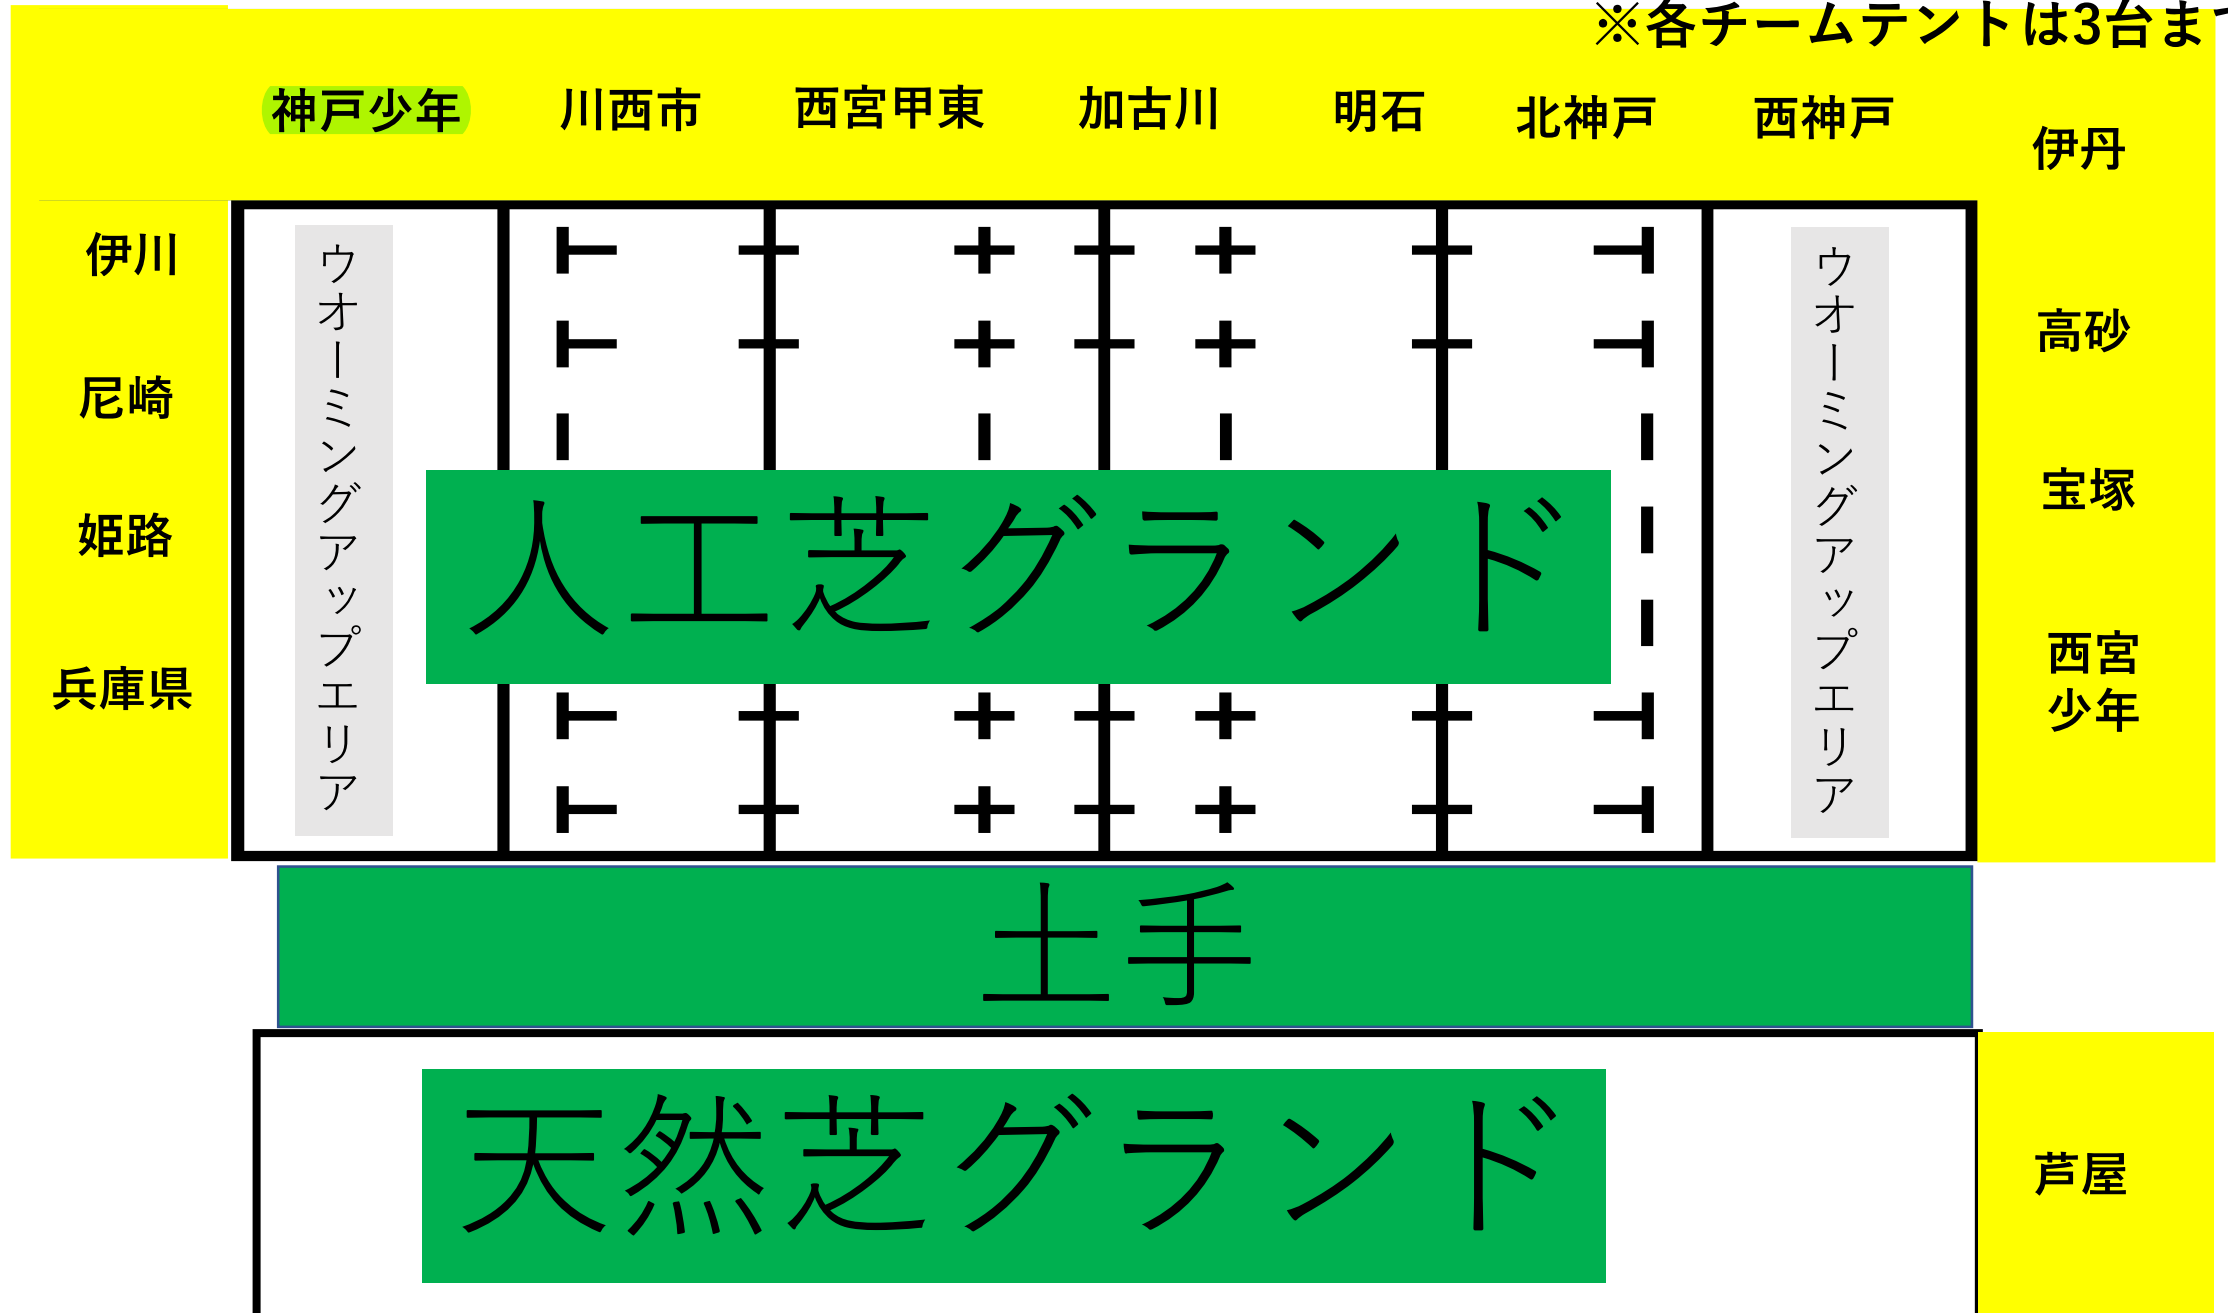 ※各チームテントは3台まで
神戸少年
川西市
西宮甲東
加古川
明石
北神戸
西神戸
伊丹
伊川
尼崎
姫路
兵庫県
ウオーミングアップエリア
人工芝グランド
ウオーミングアップエリア
高砂
宝塚
西宮
少年
土手
天然芝グランド
芦屋